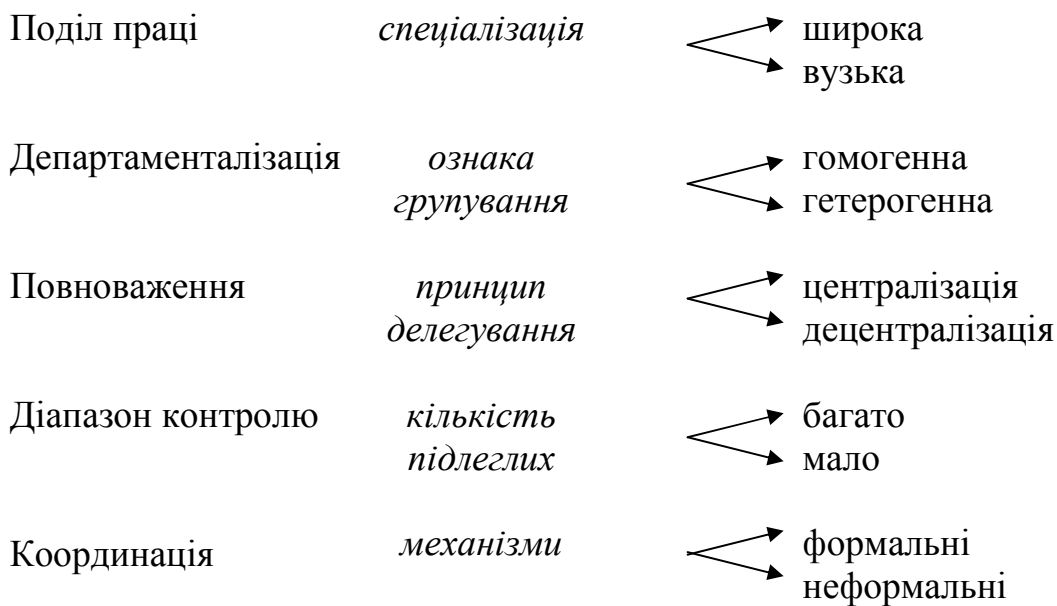 Поділ праці спеціалізація широка
вузька
Департаменталізація ознака гомогенна
групування гетерогенна
Повноваження принцип централізація
делегування децентралізація
Діапазон контролю кількість багато
підлеглих мало
Координація механізми формальні
неформальні